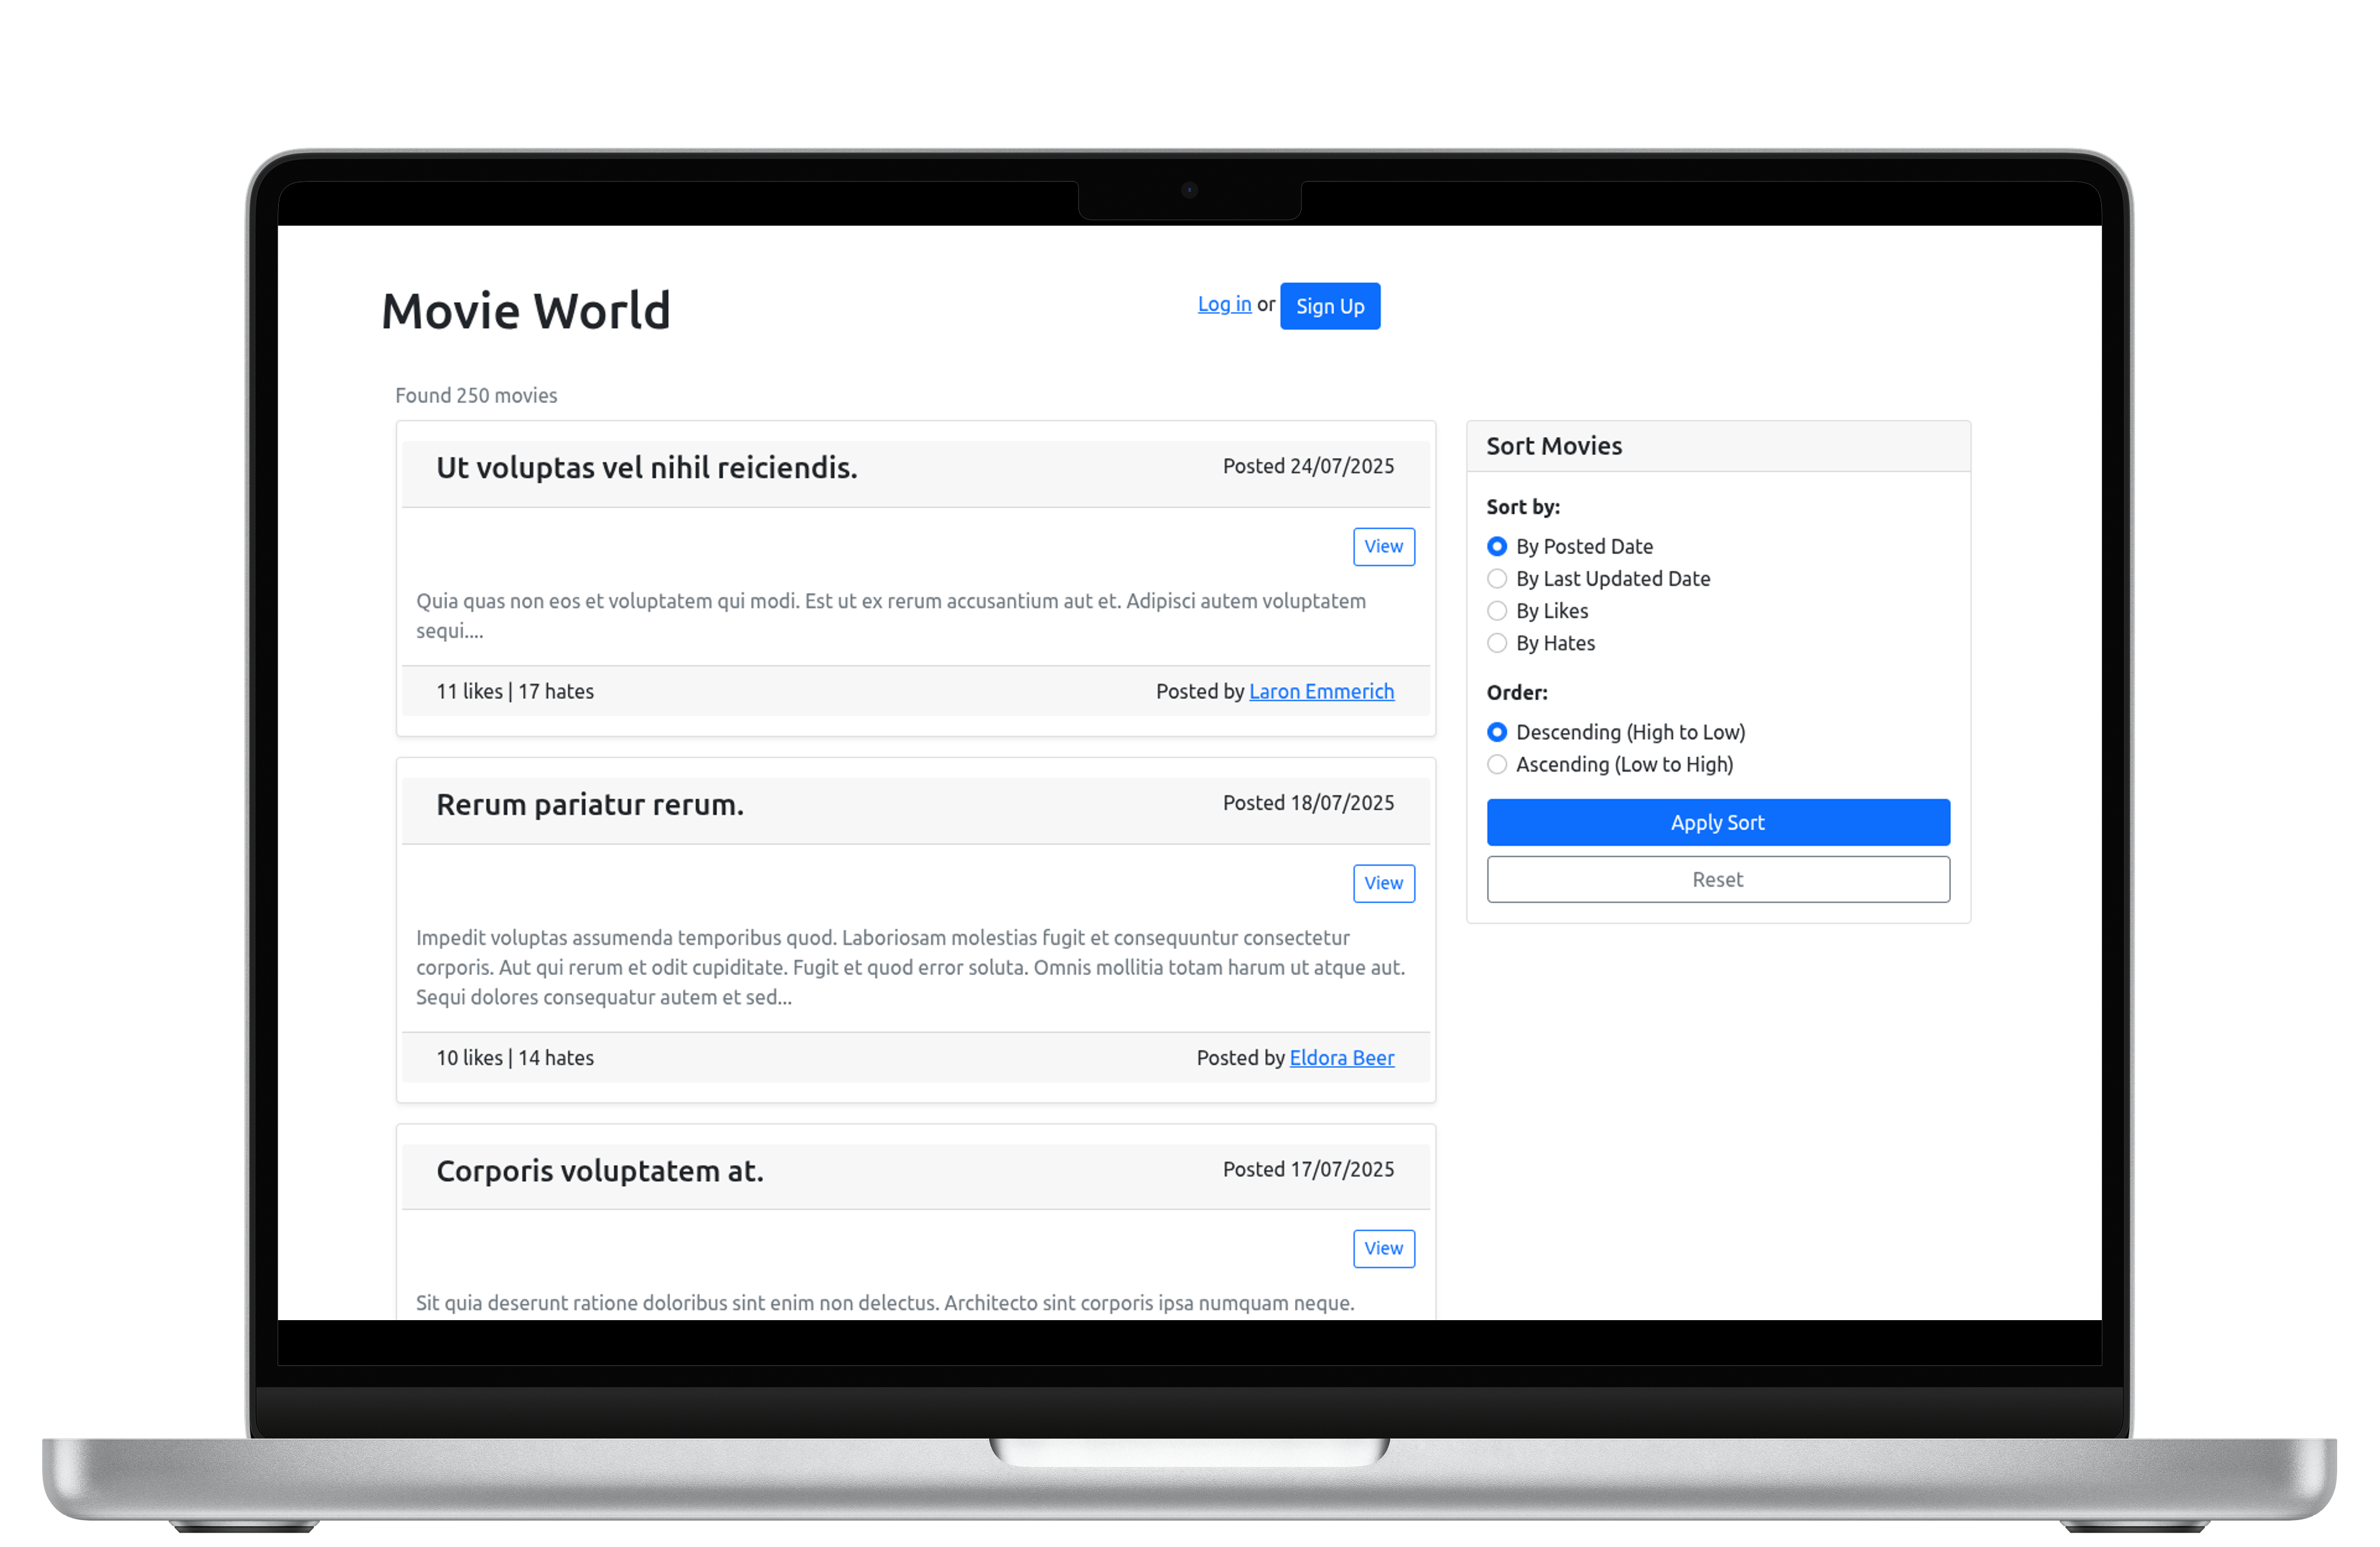 Movie World
Log in or Sign Up
Found 250 movies
Ut voluptas vel nihil reiciendis.
Posted 24/07/2025
View
Quia quas non eos et voluptatem qui modi. Est ut ex rerum accusantium aut et. Adipisci autem voluptatem
sequi....
11 likes | 17 hates
Posted by Laron Emmerich
Rerum pariatur rerum.
Posted 18/07/2025
View
Impedit voluptas assumenda temporibus quod. Laboriosam molestias fugit et consequuntur consectetur
corporis. Aut qui rerum et odit cupiditate. Fugit et quod error soluta. Omnis mollitia totam harum ut atque aut.
Sequi dolores consequatur autem et sed...
10 likes | 14 hates
Posted by Eldora Beer
Corporis voluptatem at.
Posted 17/07/2025
View
Sit quia deserunt ratione doloribus sint enim non delectus. Architecto sint corporis ipsa numquam neque.
Sort Movies
Sort by:
By Posted Date
By Last Updated Date
By Likes
By Hates
Order:
Descending (High to Low)
Ascending (Low to High)
Apply Sort
Reset